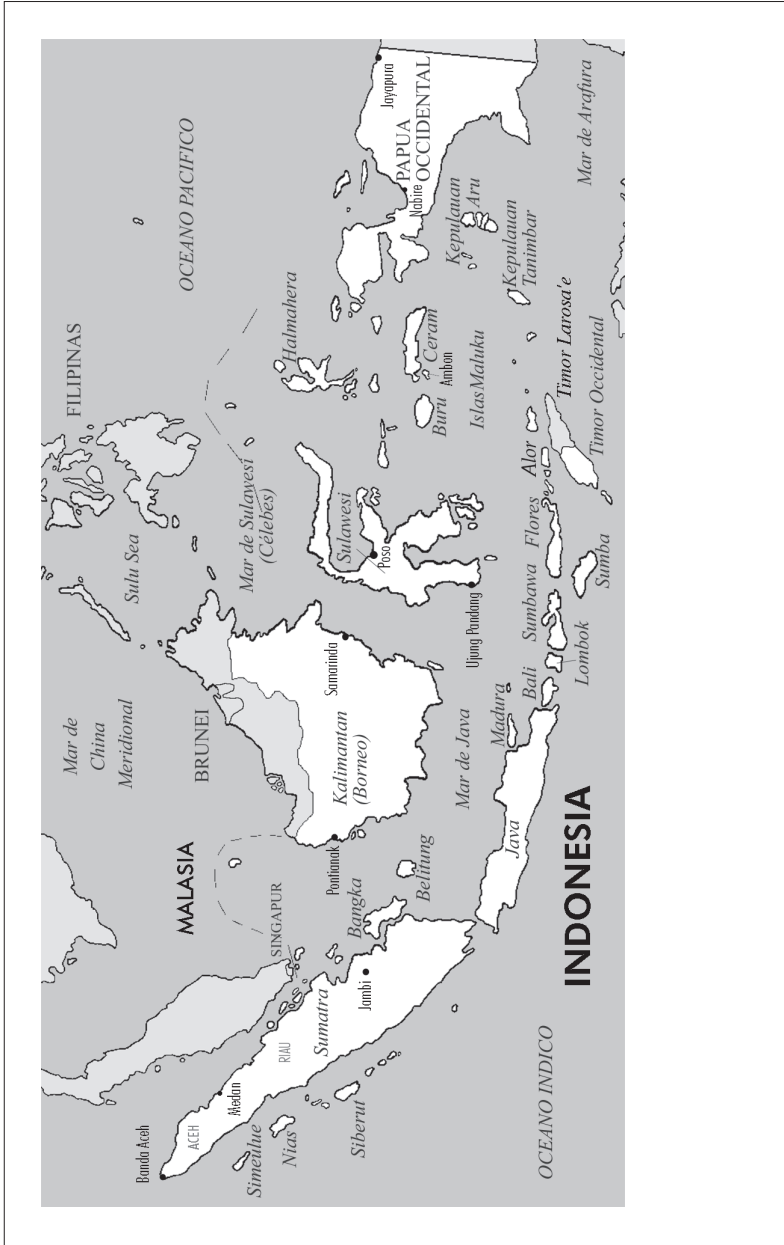 Banda Aceh
ACEH
Medan
Simeulue
Nias
Siberut
RIAU
Sumatra
Jambi
OCEANO INDICO
SINGAPUR
MALASIA
Bangka
Belitung
Pontianak
INDONESIA
Java
Mar de
China
Meridional
BRUNEI
Kalimantan
(Borneo)
Samarinda
Mar de Java
Madura
Bali
Lombok
Sumbawa
Sumba
Flores
Alor
Ujung Pandang
Sulu Sea
FILIPINAS
Mar de Sulawesi
(Célebes)
Sulawesi
Poso
Halmahera
Buru
Ceram
Ambon
Islas Maluku
Timor Larosa'e
Timor Occidental
OCEANO PACIFICO
Jayapura
PAPUA
OCCIDENTAL
Nabire
Kepulauan
Aru
Kepulauan
Tanimbar
Mar de Arafura